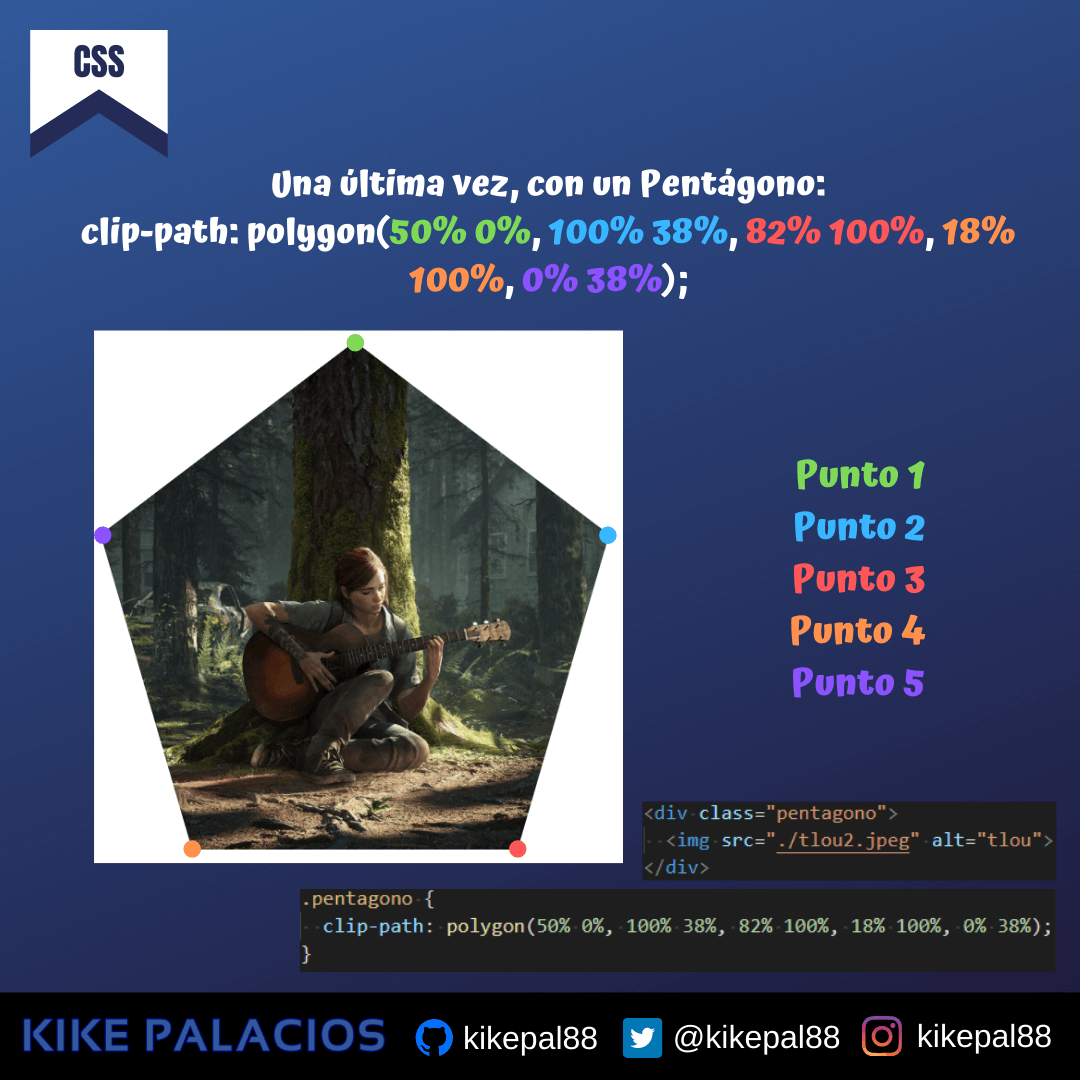 CSS
Una última vez, con un Pentágono:
clip-path: polygon(50% 0%, 100% 38%, 82% 100%, 18%
100%, 0% 38%);
Punto 1
Punto 2
Punto 3
Punto 4
Punto 5
<div class="pentagono">
<img src="./tlou2.jpeg" alt="tlou">
</div>
.pentagono {
clip-path: polygon(50% 0%, 100% 38%, 82% 100%, 18% 100%, 0% 38%);
}
KIKE PALACIOS
kikepal88
@kikepal88
kikepal88